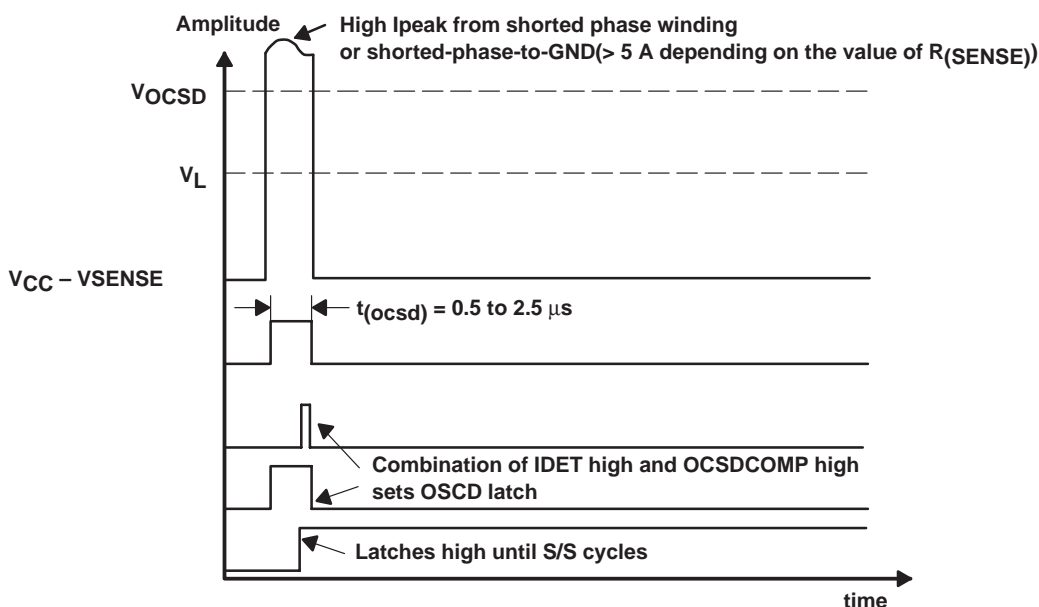 Amplitude
High Ipeak from shorted phase winding
or shorted-phase-to-GND(> 5 A depending on the value of R(SENSE))
VOCSD
VL
VCC – VSENSE
t(ocsd) = 0.5 to 2.5 μs
Combination of IDET high and OCSDCOMP high
sets OSCD latch
Latches high until S/S cycles
time